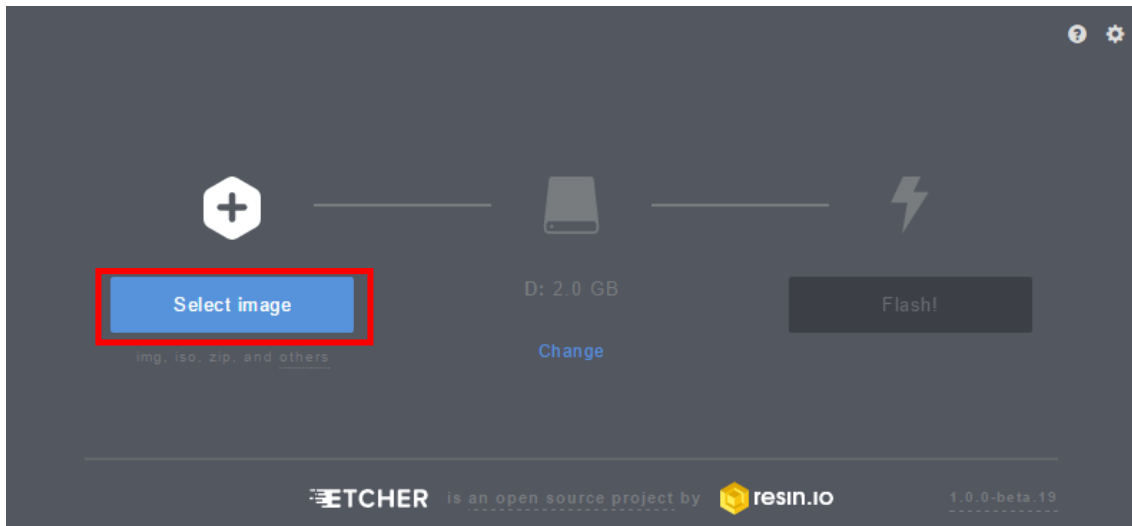 Select image
img, iso, zip, and others
D: 2.0 GB
Change
Flash!
ETCHER is an open source project by resin.io 1.0.0-beta.19